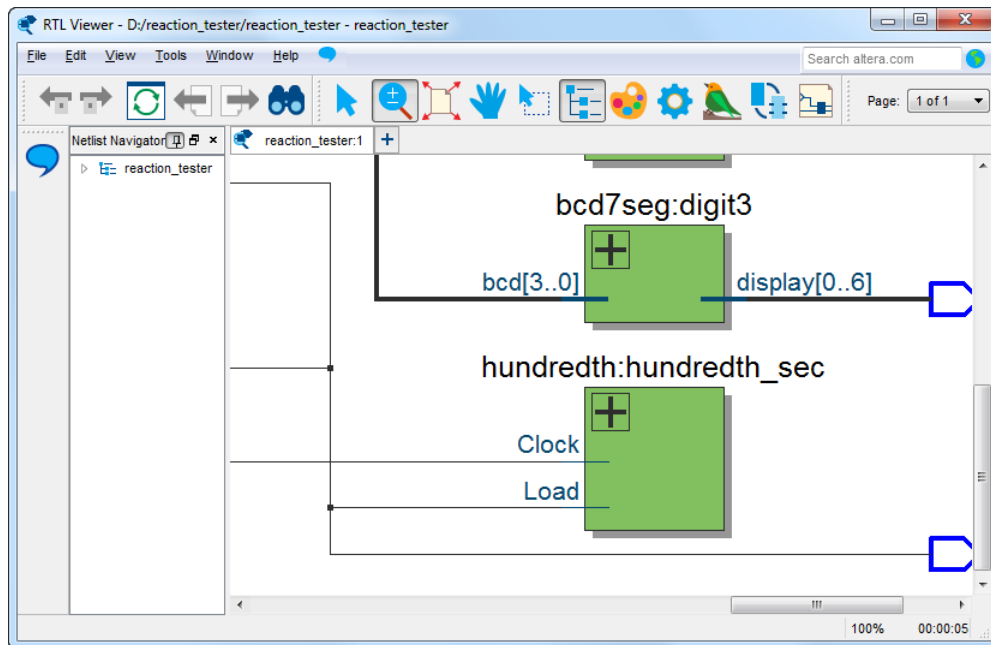 RTL Viewer - D:/reaction_tester/reaction_tester - reaction_tester
File Edit View Tools Window Help
Search altera.com
Page: 1 of 1
Netlist Navigator
reaction_tester:1
reaction_tester
bcd7seg:digit3
bcd[3..0]
display[0..6]
hundredth:hundredth_sec
Clock
Load
100% 00:00:05